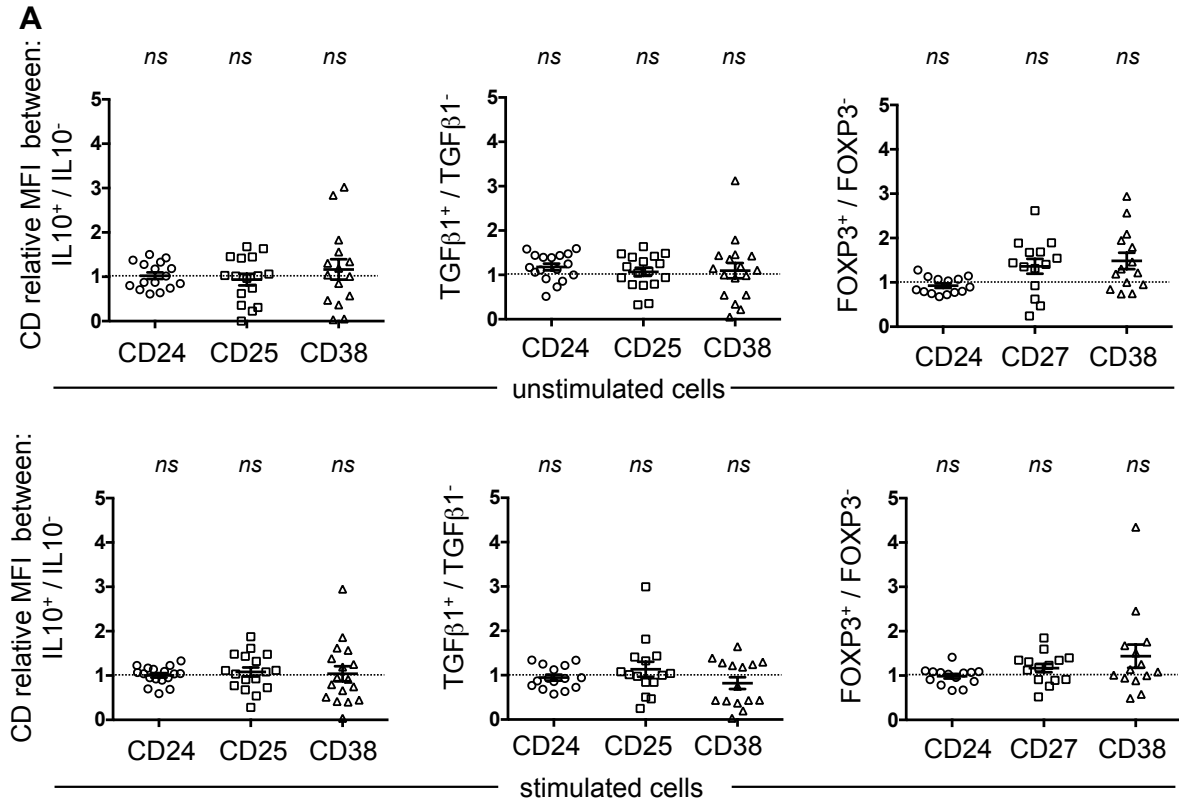 A
ns ns ns
ns ns ns
ns ns ns
CD relative MFI between:
IL10⁺ / IL10⁻
5
4
3
2
1
0
CD24 CD25 CD38
TGFβ1⁺ / TGFβ1⁻
5
4
3
2
1
0
CD24 CD25 CD38
FOXP3⁺ / FOXP3⁻
5
4
3
2
1
0
CD24 CD27 CD38
unstimulated cells
ns ns ns
ns ns ns
ns ns ns
CD relative MFI between:
IL10⁺ / IL10⁻
5
4
3
2
1
0
CD24 CD25 CD38
TGFβ1⁺ / TGFβ1⁻
5
4
3
2
1
0
CD24 CD25 CD38
FOXP3⁺ / FOXP3⁻
5
4
3
2
1
0
CD24 CD27 CD38
stimulated cells